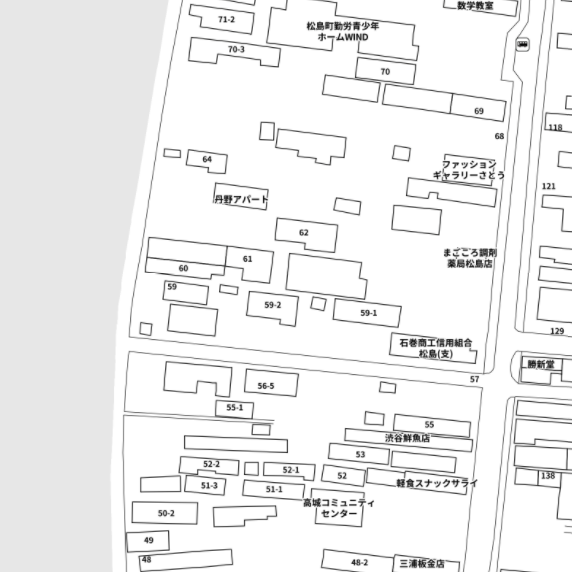 数学教室
71-2
松島町勤労青少年
ホームWIND
70-3
70
69
68
118
64
ファッション
ギャラリーさとう
121
丹野アパート
62
まごころ調剤
薬局松島店
61
60
59
59-2
59-1
129
石巻商工信用組合
松島(支)
勝新堂
57
56-5
55-1
55
渋谷鮮魚店
53
52-2
52-1
52
138
軽食スナックサライ
51-3
51-1
高城コミュニティ
センター
50-2
49
48
48-2
三浦板金店